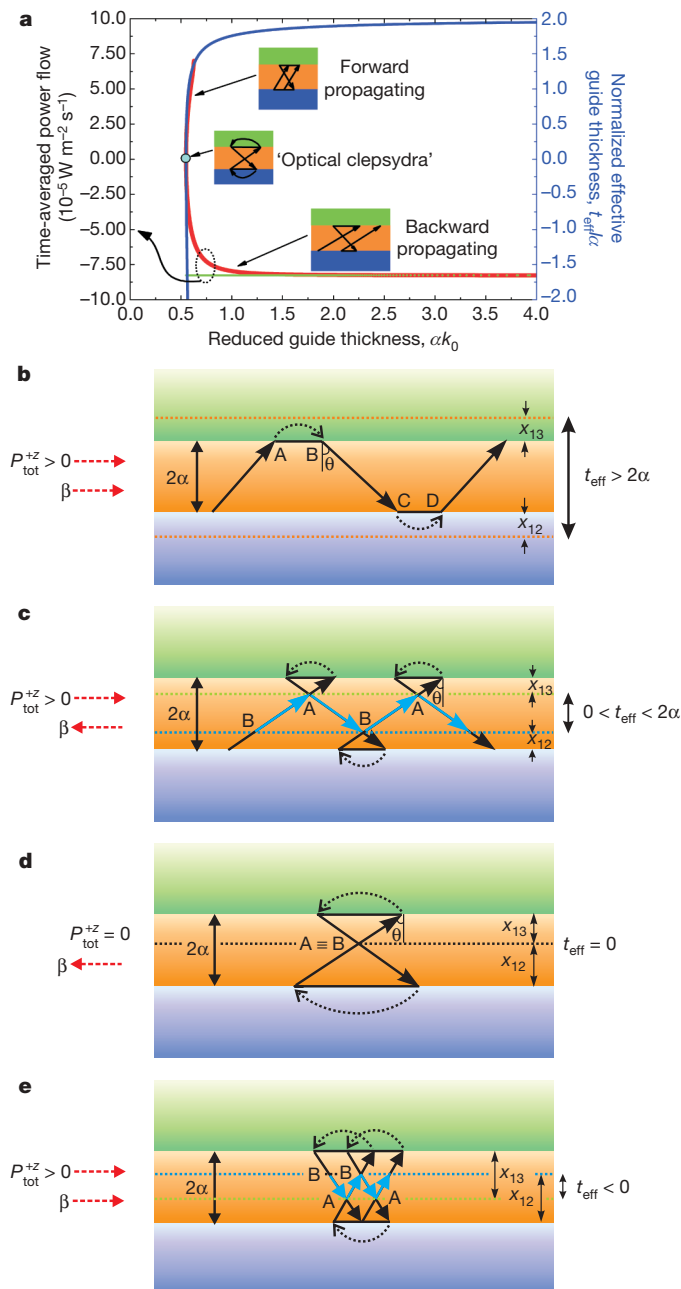 a
10.0
7.50
5.00
2.50
0.00
−2.50
−5.00
−7.50
−10.0
Time-averaged power flow
(10⁻⁵ W m⁻² s⁻¹)
Forward
propagating
'Optical clepsydra'
Backward
propagating
2.0
1.5
1.0
0.5
0.0
−0.5
−1.0
−1.5
−2.0
Normalized effective
guide thickness, t_eff/α
0.0 0.5 1.0 1.5 2.0 2.5 3.0 3.5 4.0
Reduced guide thickness, αk₀
b
P_tot^{+z} > 0
β
2α
A B θ
C D
x₁₃
x₁₂
t_eff > 2α
c
P_tot^{+z} > 0
β
2α
B A B A θ
x₁₃
x₁₂
0 < t_eff < 2α
d
P_tot^{+z} = 0
β
2α
A ≡ B
θ
x₁₃
x₁₂
t_eff = 0
e
P_tot^{+z} > 0
β
2α
B B
A A
x₁₃
x₁₂
t_eff < 0